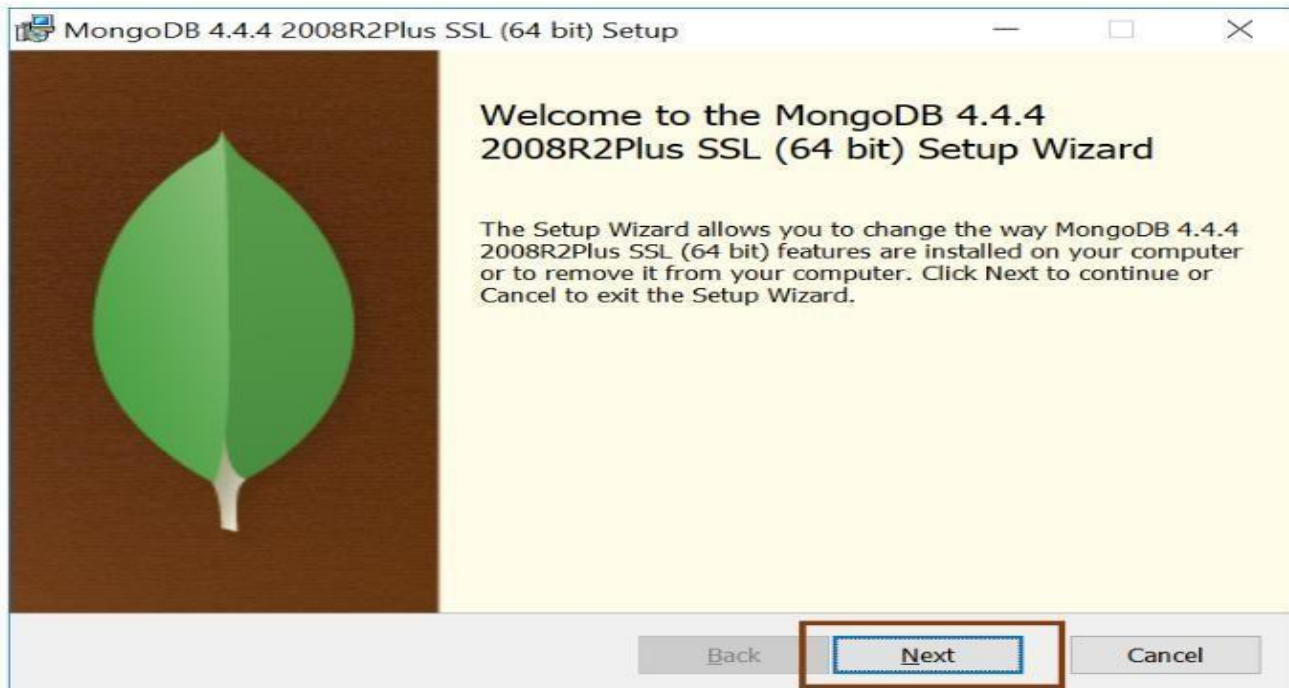 MongoDB 4.4.4 2008R2Plus SSL (64 bit) Setup
Welcome to the MongoDB 4.4.4
2008R2Plus SSL (64 bit) Setup Wizard
The Setup Wizard allows you to change the way MongoDB 4.4.4
2008R2Plus SSL (64 bit) features are installed on your computer
or to remove it from your computer. Click Next to continue or
Cancel to exit the Setup Wizard.
Back
Next
Cancel